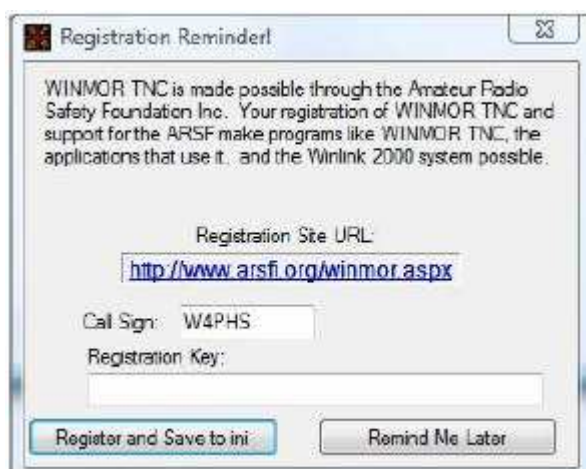 Registration Reminder!
WINMOR TNC is made possible through the Amateur Radio
Safety Foundation Inc. Your registration of WINMOR TNC and
support for the ARSF make programs like WINMOR TNC, the
applications that use it, and the Winlink 2000 system possible.
Registration Site URL:
http://www.arsfi.org/winmor.aspx
Call Sign: W4PHS
Registration Key:
Register and Save to ini
Remind Me Later